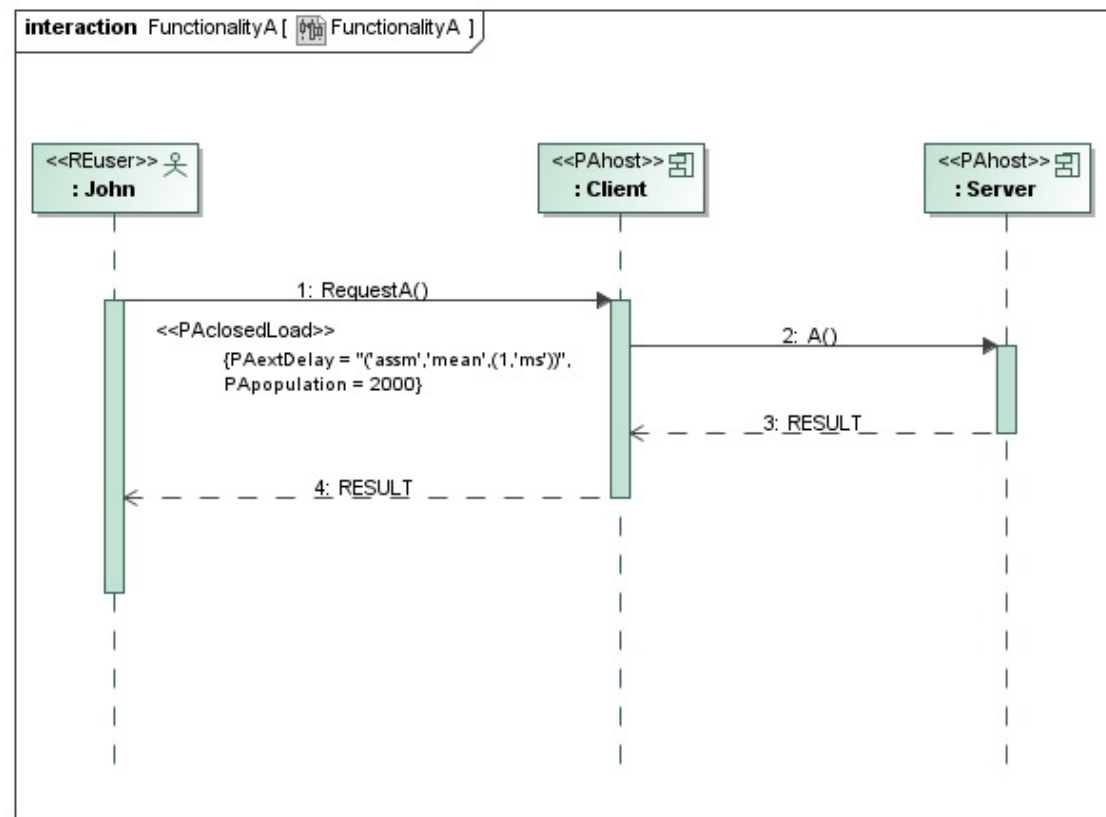 interaction FunctionalityA [ FunctionalityA ]
<<REuser>>
: John
<<PAhost>>
: Client
<<PAhost>>
: Server
1: RequestA()
<<PAclosedLoad>>
{PAextDelay = "('assm','mean',(1,'ms'))",
PApopulation = 2000}
2: A()
3: RESULT
4: RESULT